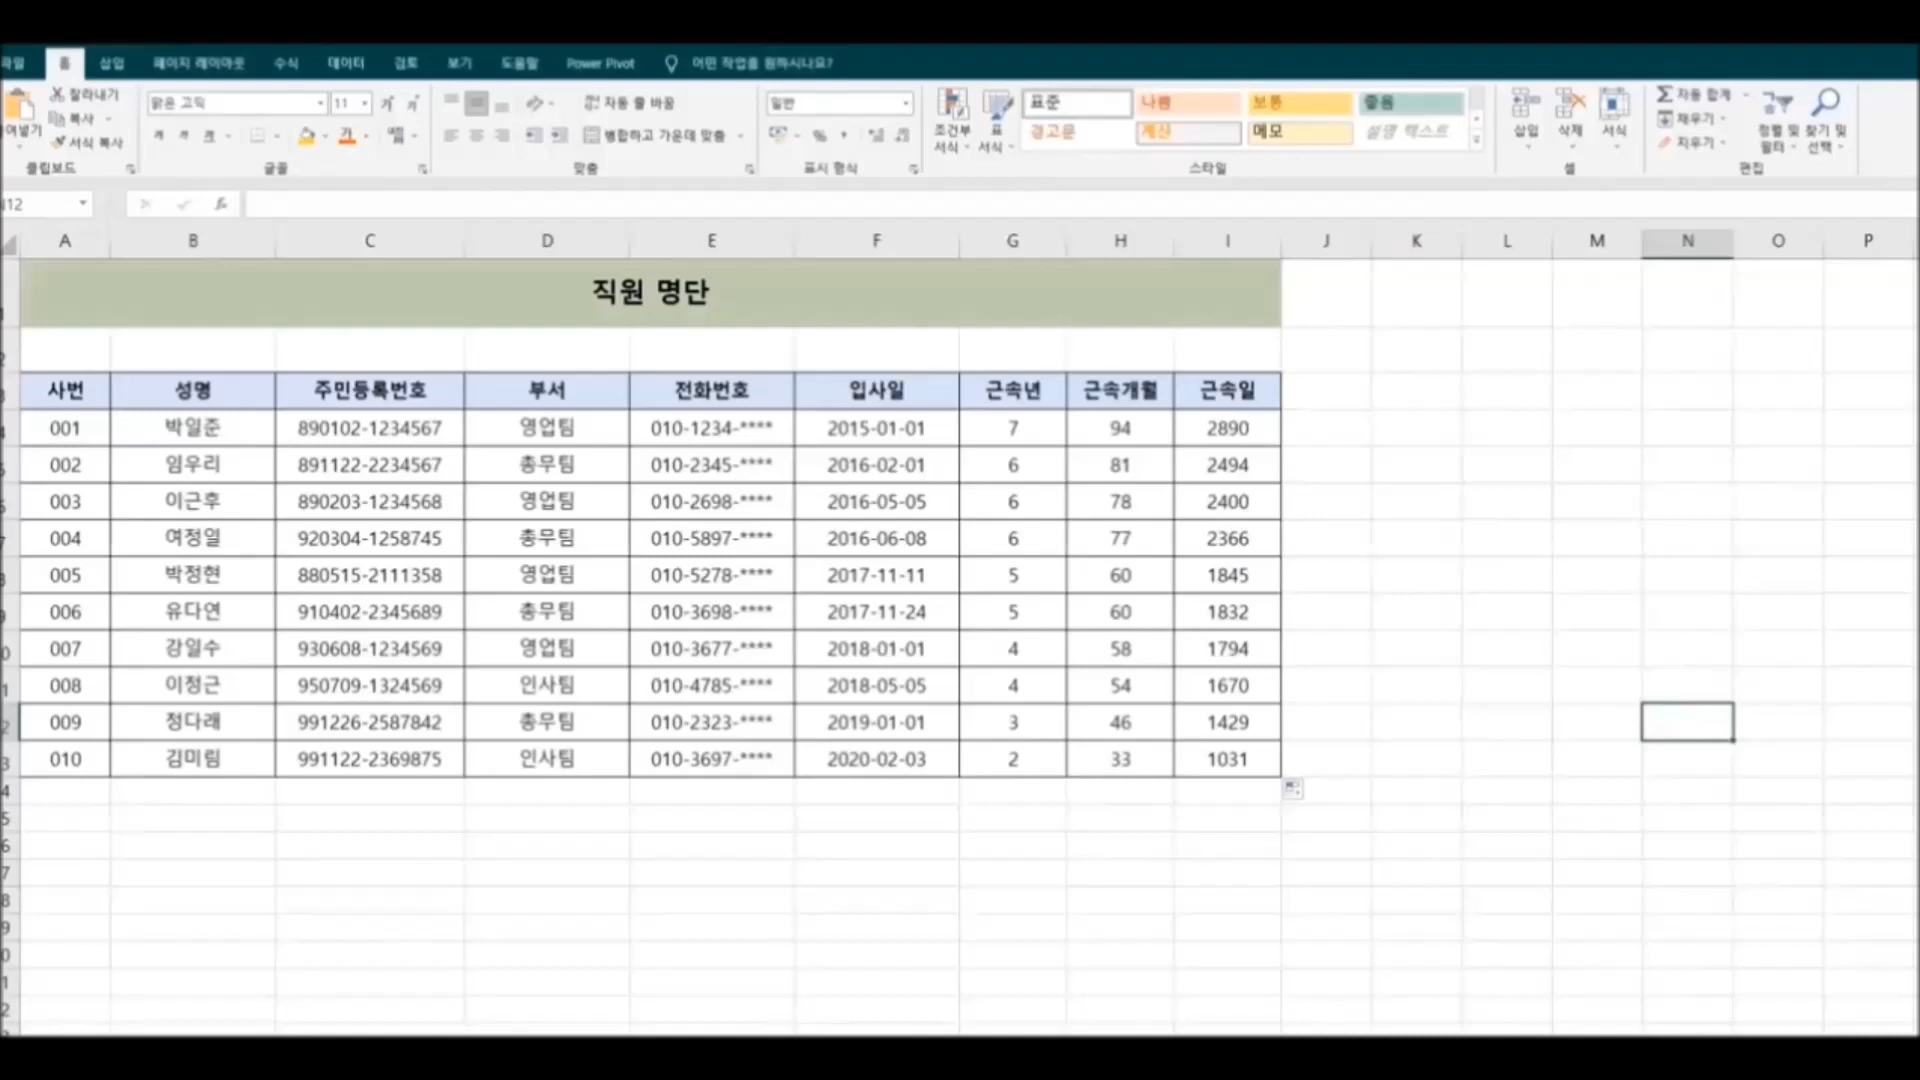 파일 홈 삽입 페이지 레이아웃 수식 데이터 검토 보기 도움말 Power Pivot 어떤 작업을 원하시나요?
잘라내기
복사
서식 복사
클립보드
맑은 고딕 11
글꼴
자동 줄 바꿈
병합하고 가운데 맞춤
맞춤
일반
표시 형식
조건부 서식
표 서식
표준 나쁨 보통 좋음
경고문 계산 메모 설명 텍스트
스타일
삽입 삭제 서식
셀
자동 합계
채우기
지우기
정렬 및 필터
찾기 및 선택
편집
A B C D E F G H I J K L M N O P
직원 명단
사번 성명 주민등록번호 부서 전화번호 입사일 근속년 근속개월 근속일
001 박일준 890102-1234567 영업팀 010-1234-**** 2015-01-01 7 94 2890
002 임우리 891122-2234567 총무팀 010-2345-**** 2016-02-01 6 81 2494
003 이근후 890203-1234568 영업팀 010-2698-**** 2016-05-05 6 78 2400
004 여정일 920304-1258745 총무팀 010-5897-**** 2016-06-08 6 77 2366
005 박정현 880515-2111358 영업팀 010-5278-**** 2017-11-11 5 60 1845
006 유다연 910402-2345689 총무팀 010-3698-**** 2017-11-24 5 60 1832
007 강일수 930608-1234569 영업팀 010-3677-**** 2018-01-01 4 58 1794
008 이정근 950709-1324569 인사팀 010-4785-**** 2018-05-05 4 54 1670
009 정다래 991226-2587842 총무팀 010-2323-**** 2019-01-01 3 46 1429
010 김미림 991122-2369875 인사팀 010-3697-**** 2020-02-03 2 33 1031